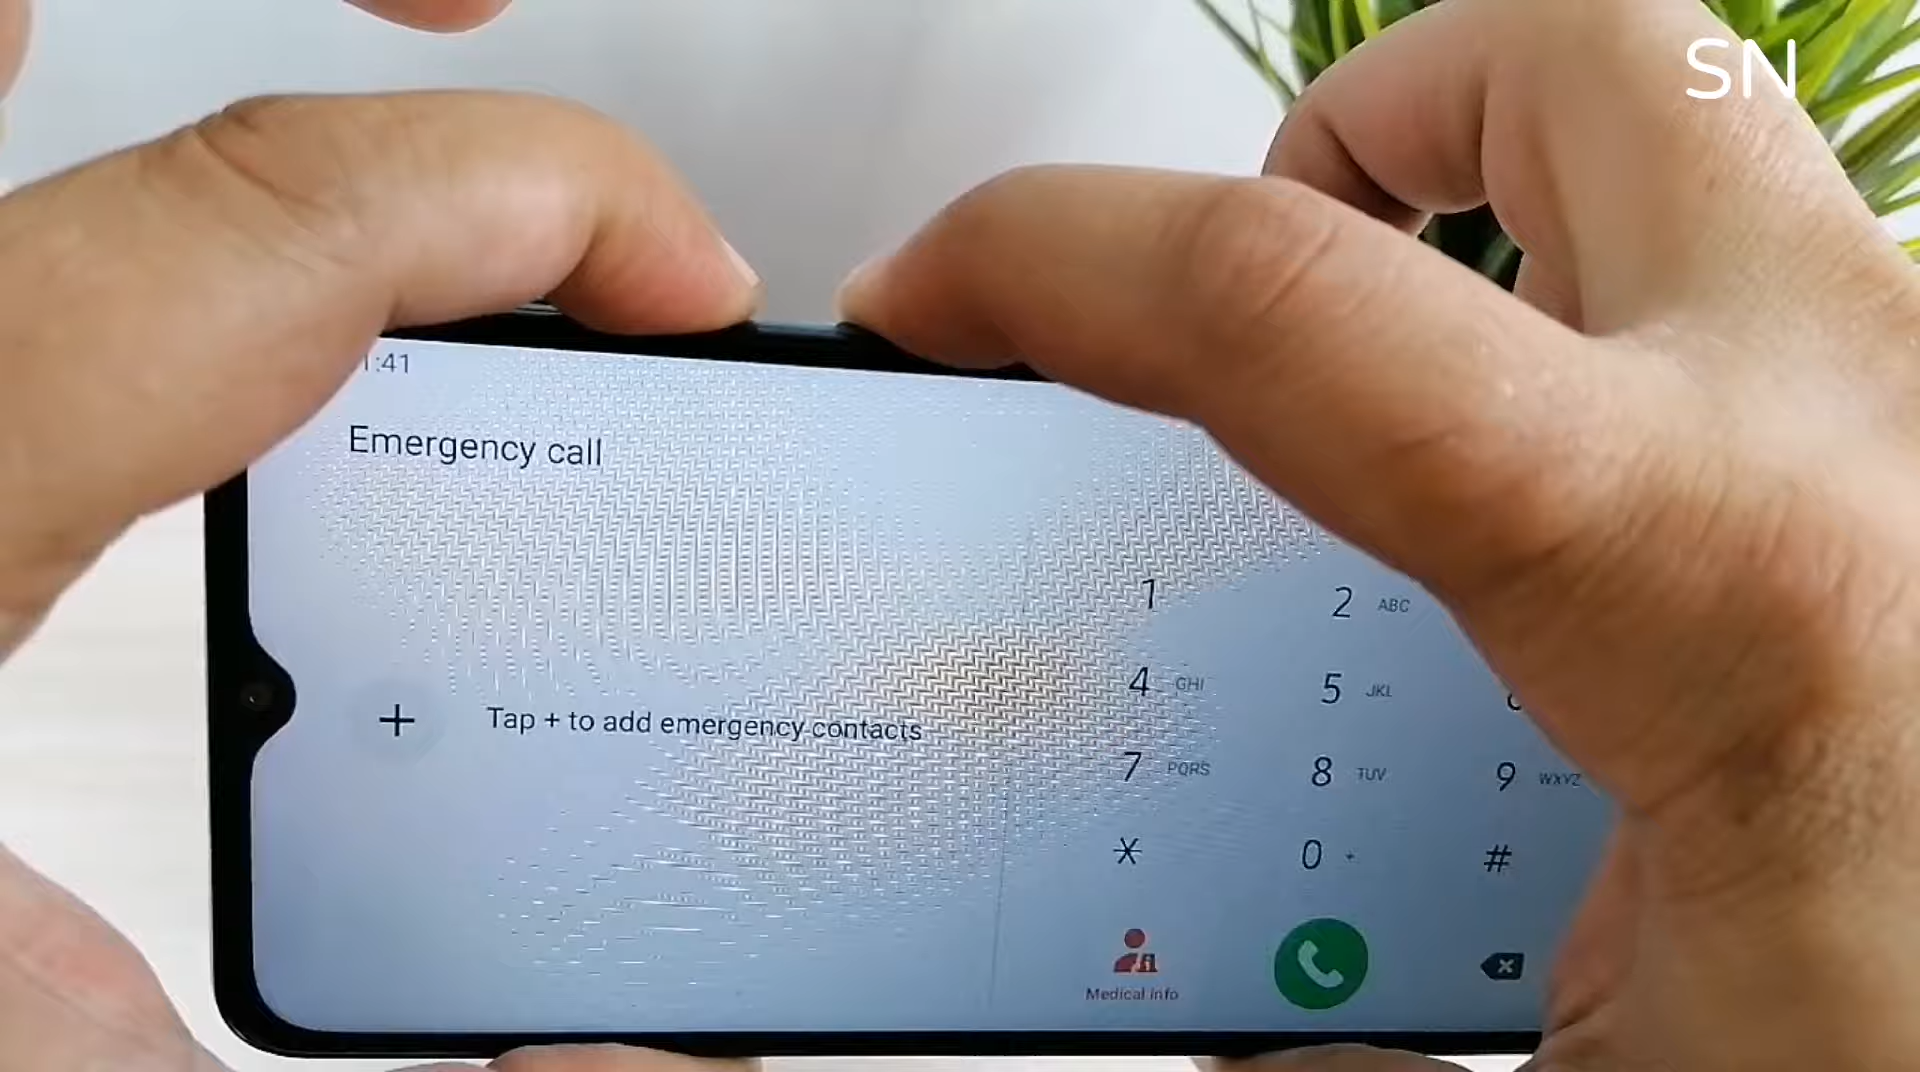 SN
1:41
Emergency call
1
2 ABC
4 GHI
5 JKL
Tap + to add emergency contacts
7 PQRS
8 TUV
9 WXYZ
*
0 +
#
Medical info